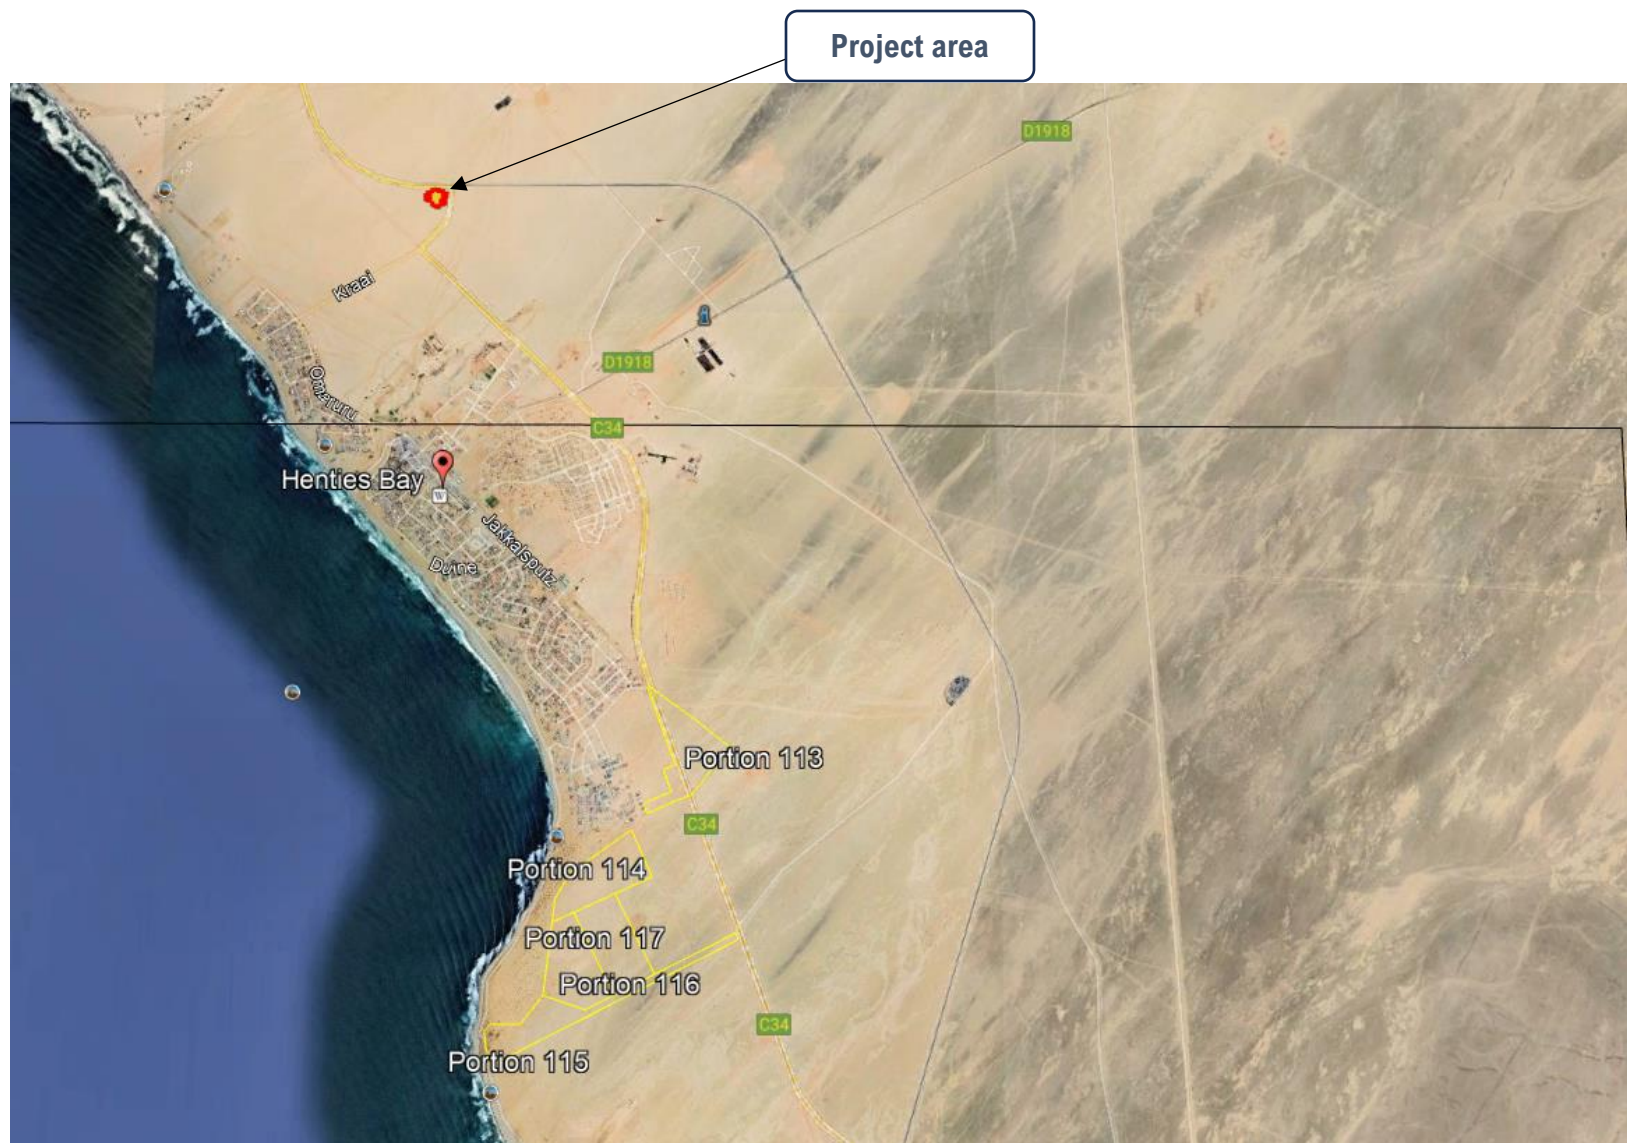 Project area
D1918
Kraai
D1918
Omaruru
C34
Henties Bay
W
Jakkalsputz
Duine
Portion 113
C34
Portion 114
Portion 117
Portion 116
C34
Portion 115